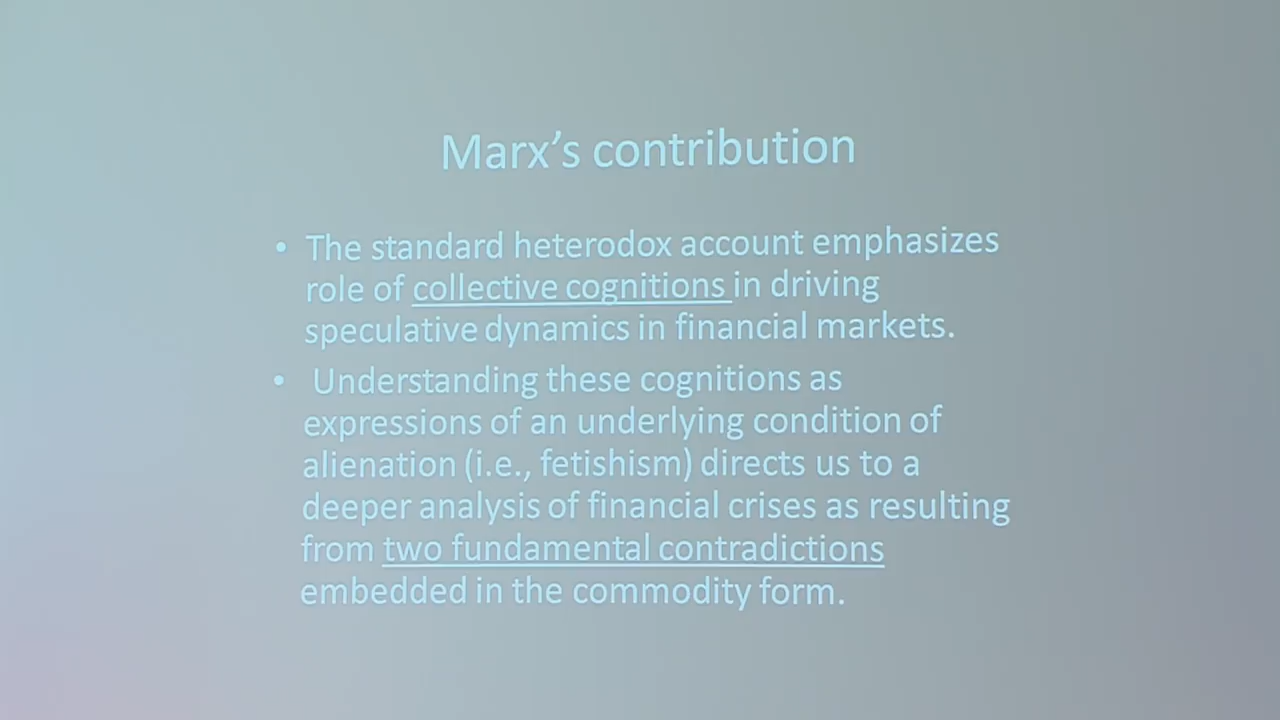 Marx's contribution
• The standard heterodox account emphasizes
role of collective cognitions in driving
speculative dynamics in financial markets.
• Understanding these cognitions as
expressions of an underlying condition of
alienation (i.e., fetishism) directs us to a
deeper analysis of financial crises as resulting
from two fundamental contradictions
embedded in the commodity form.